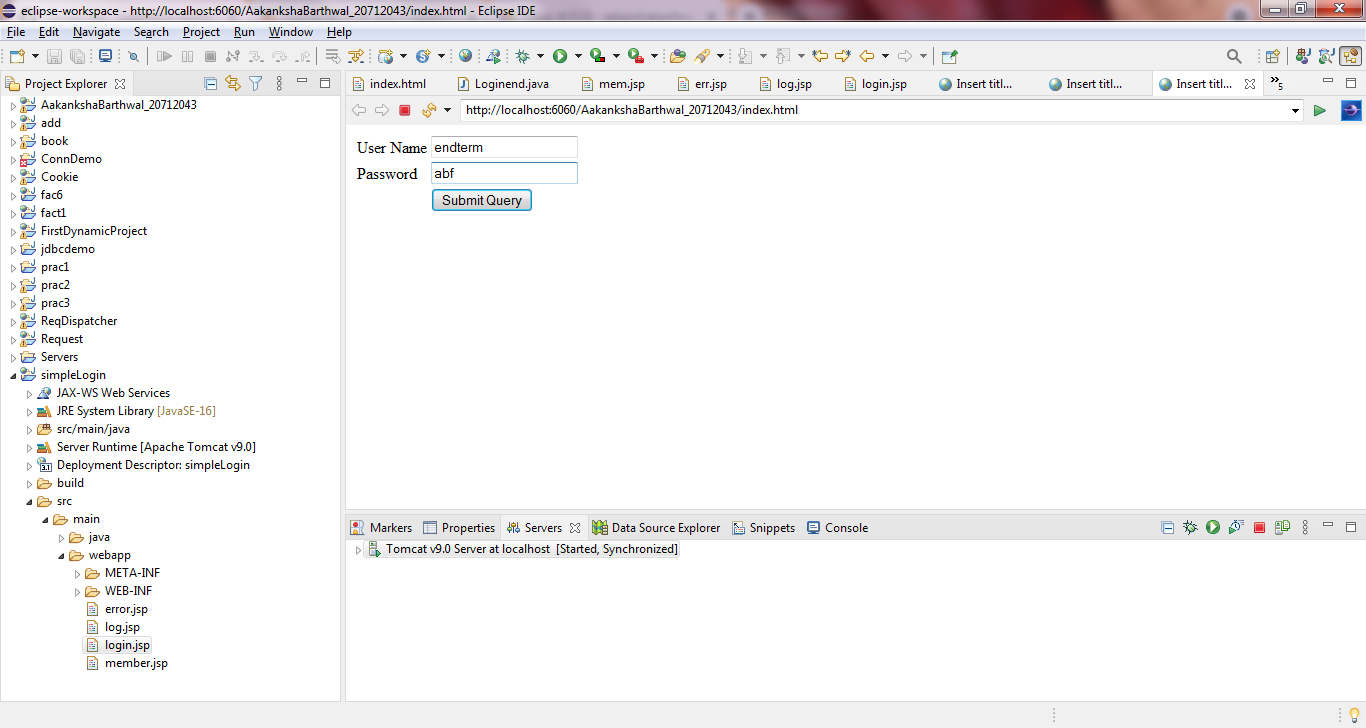 eclipse-workspace - http://localhost:6060/AakankshaBarthwal_20712043/index.html - Eclipse IDE
File Edit Navigate Search Project Run Window Help
Project Explorer
AakankshaBarthwal_20712043
add
book
ConnDemo
Cookie
fac6
fact1
FirstDynamicProject
jdbcdemo
prac1
prac2
prac3
ReqDispatcher
Request
Servers
simpleLogin
JAX-WS Web Services
JRE System Library [JavaSE-16]
src/main/java
Server Runtime [Apache Tomcat v9.0]
Deployment Descriptor: simpleLogin
build
src
main
java
webapp
META-INF
WEB-INF
error.jsp
log.jsp
login.jsp
member.jsp
index.html Loginend.java mem.jsp err.jsp log.jsp login.jsp Insert titl... Insert titl... Insert titl... »5
http://localhost:6060/AakankshaBarthwal_20712043/index.html
User Name endterm
Password abf
Submit Query
Markers Properties Servers Data Source Explorer Snippets Console
Tomcat v9.0 Server at localhost [Started, Synchronized]